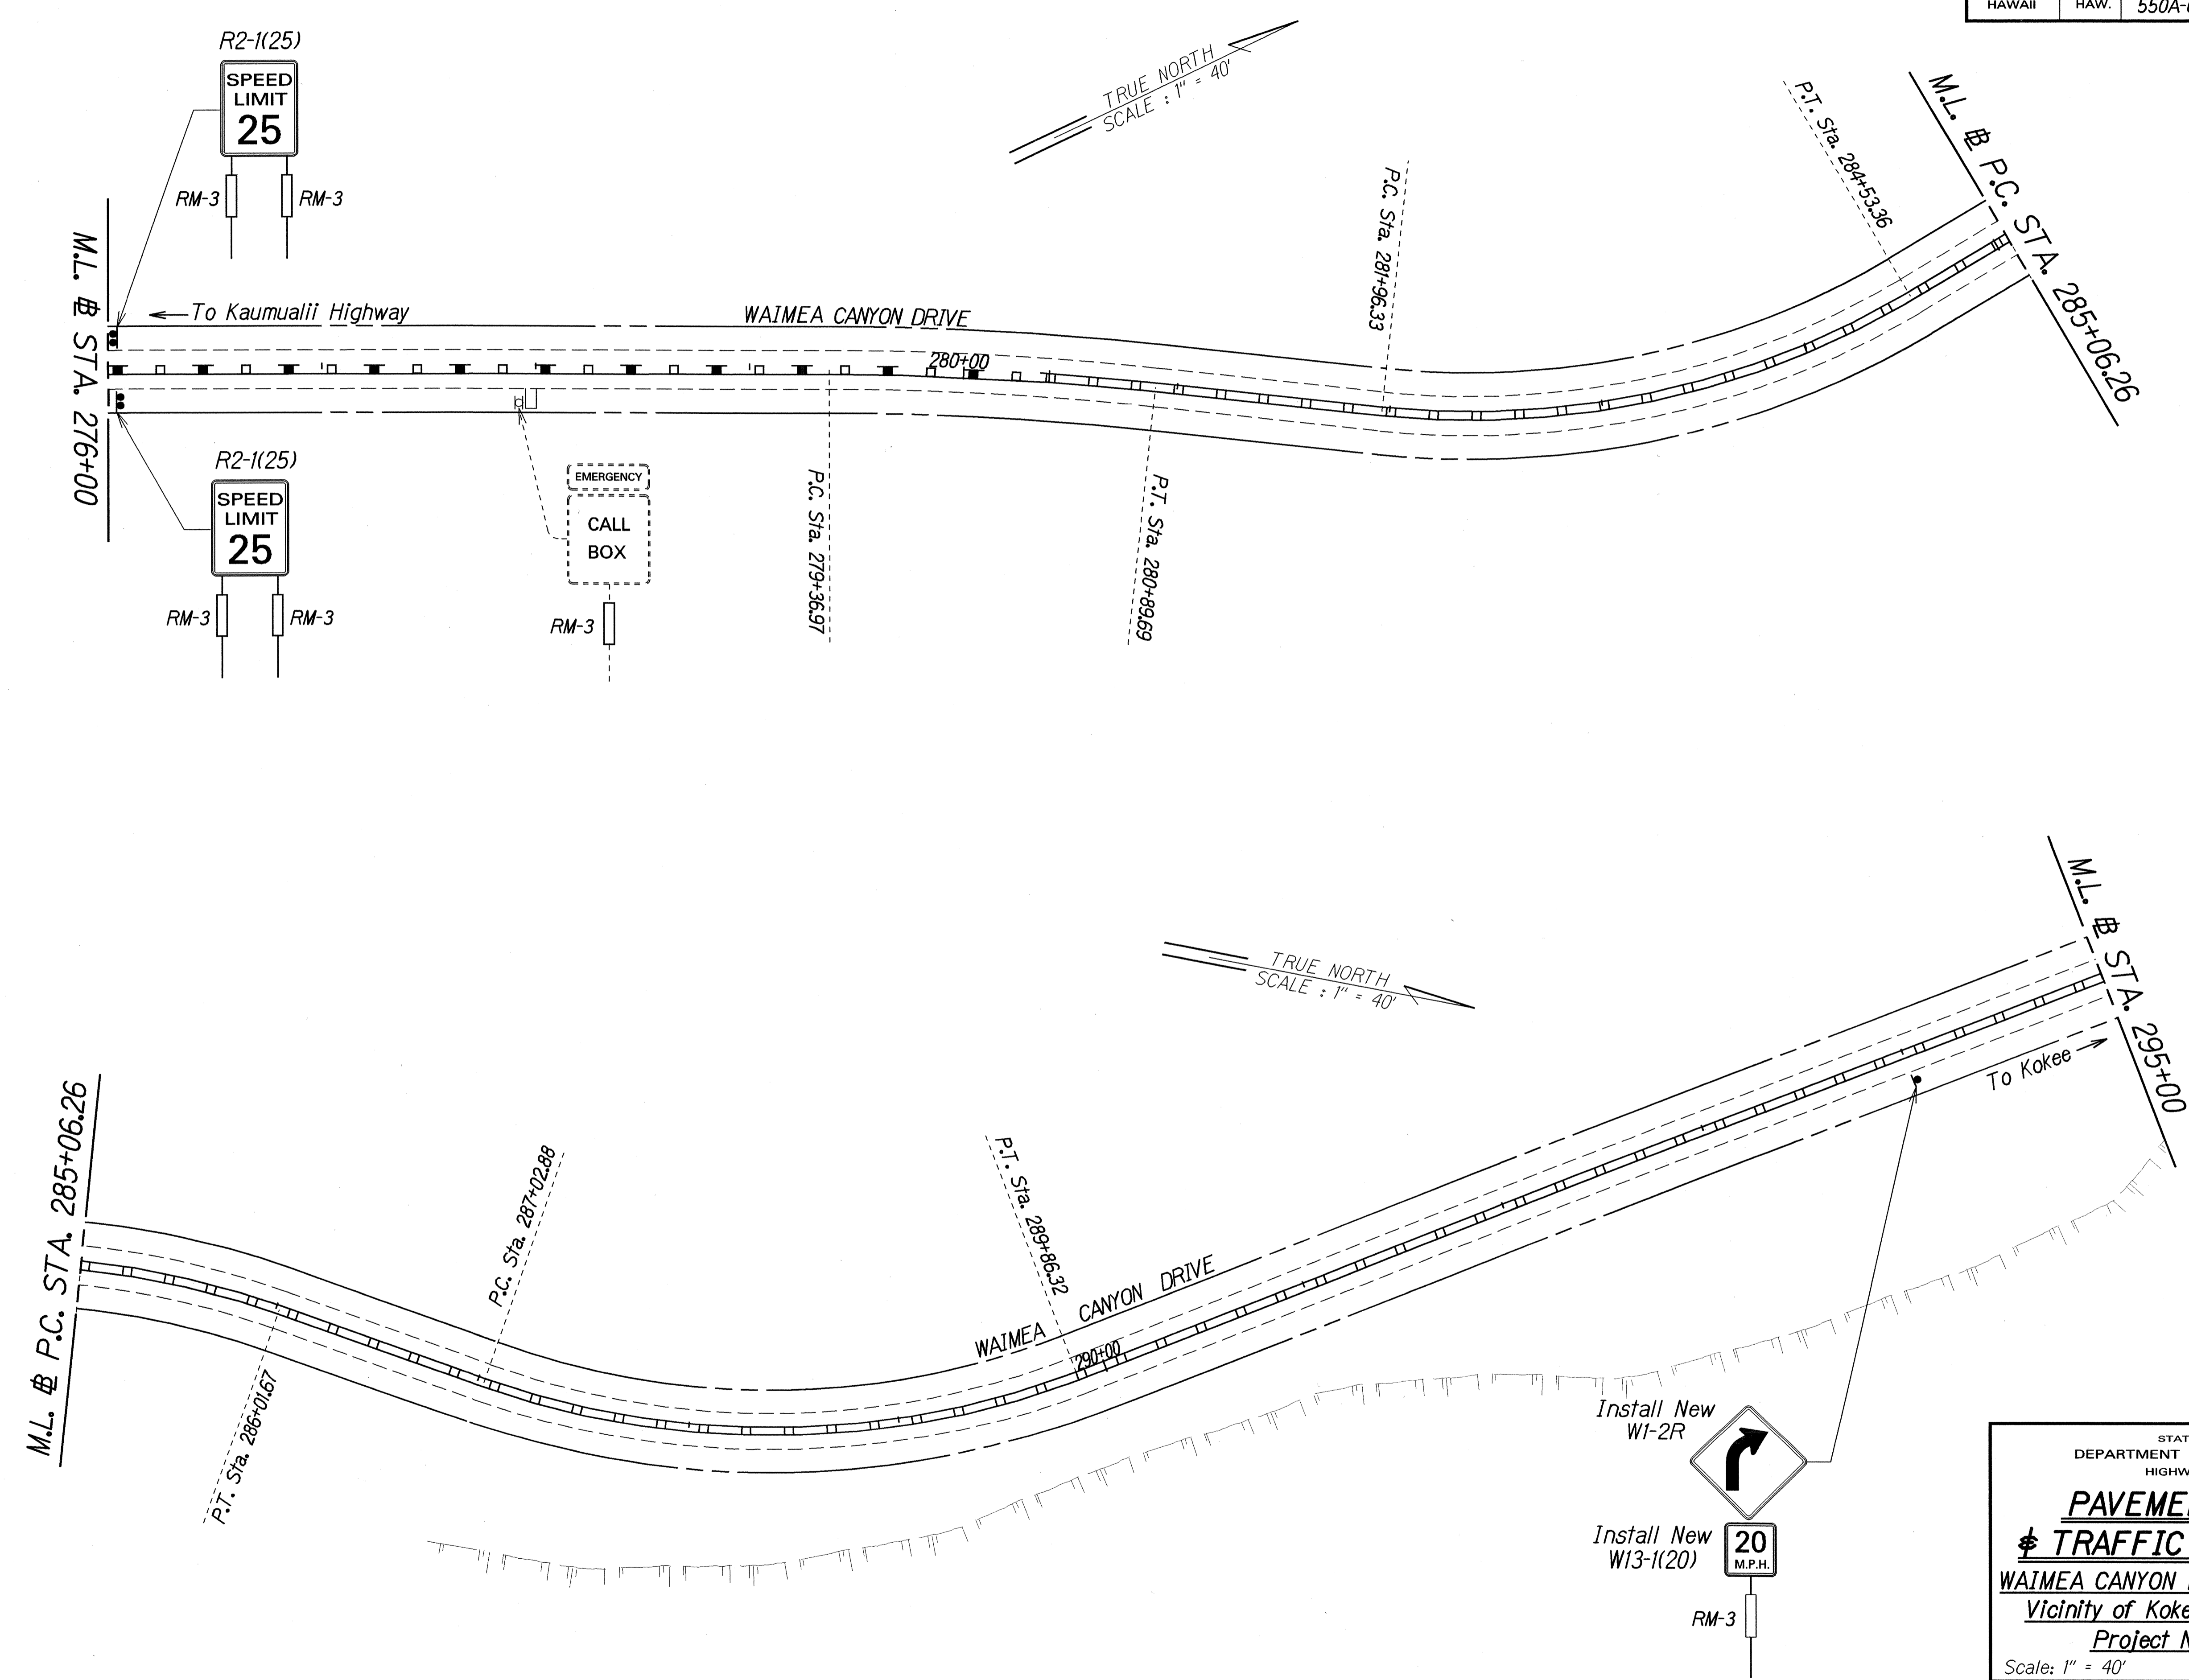 HAWAII HAW. 550A-
R2-1(25)
SPEED
LIMIT
25
RM-3 RM-3
TRUE NORTH
SCALE : 1" = 40'
P.T. Sta. 284+53.36
M.L. ȸ P.C. STA. 285+06.26
P.C. Sta. 281+96.33
M.L. ȸ STA. 276+00
To Kaumualii Highway
WAIMEA CANYON DRIVE
280+00
R2-1(25)
SPEED
LIMIT
25
RM-3 RM-3
EMERGENCY
CALL
BOX
RM-3
P.C. Sta. 279+36.97
P.T. Sta. 280+89.69
TRUE NORTH
SCALE : 1" = 40'
M.L. ȸ STA. 295+00
To Kokee
M.L. ȸ P.C. STA. 285+06.26
P.C. Sta. 287+02.88
P.T. Sta. 289+86.32
WAIMEA CANYON DRIVE
290+00
P.T. Sta. 286+01.67
Install New
W1-2R
Install New
W13-1(20)
20
M.P.H.
RM-3
STAT
DEPARTMENT
HIGHW
PAVEME
& TRAFFIC
WAIMEA CANYON
Vicinity of Koke
Project N
Scale: 1" = 40'